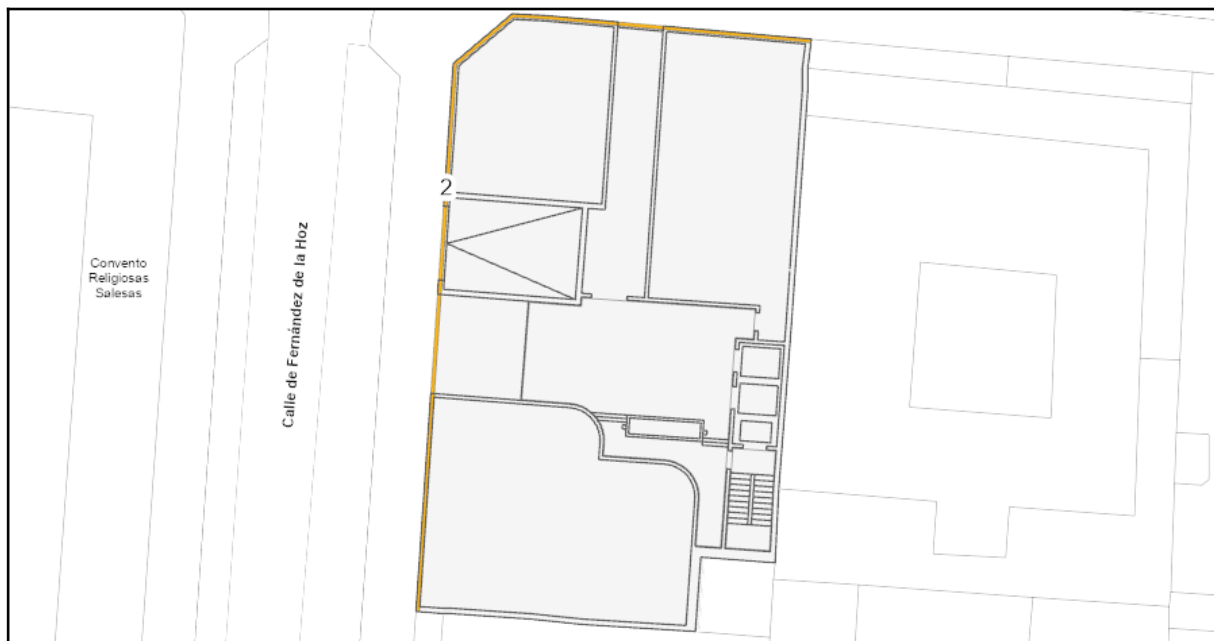 2
Convento
Religiosas
Salesas
Calle de Fernández de la Hoz